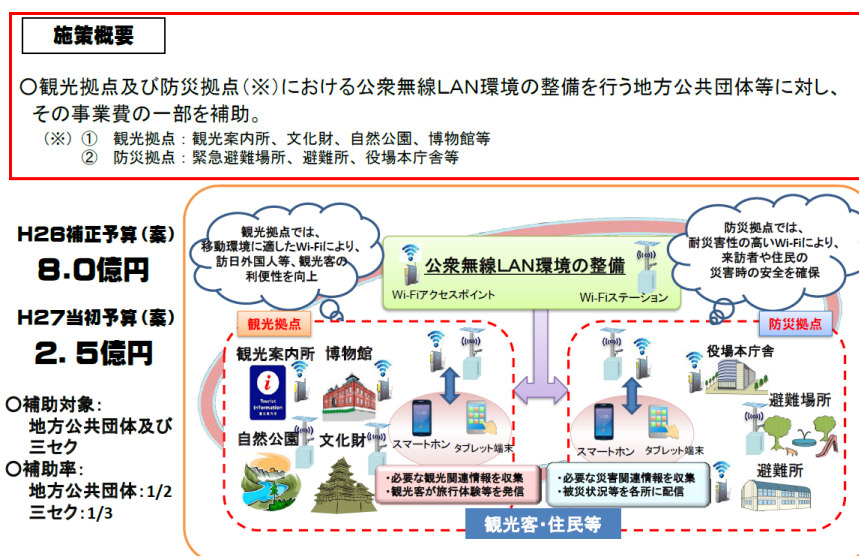 施策概要
○観光拠点及び防災拠点(※)における公衆無線LAN環境の整備を行う地方公共団体等に対し、
その事業費の一部を補助。
(※) ① 観光拠点:観光案内所、文化財、自然公園、博物館等
② 防災拠点:緊急避難場所、避難所、役場本庁舎等
H26補正予算(案)
8.0億円
H27当初予算(案)
2.5億円
○補助対象:
地方公共団体及び
三セク
○補助率:
地方公共団体:1/2
三セク:1/3
観光拠点では、
移動環境に適したWi-Fiにより、
訪日外国人等、観光客の
利便性を向上
公衆無線LAN環境の整備
Wi-Fiアクセスポイント
Wi-Fiステーション
防災拠点では、
耐災害性の高いWi-Fiにより、
来訪者や住民の
災害時の安全を確保
観光拠点
観光案内所
博物館
i
Tourist
Information
自然公園
文化財
スマートホン
タブレット端末
・必要な観光関連情報を収集
・観光客が旅行体験等を発信
防災拠点
役場本庁舎
避難場所
避難所
スマートホン
タブレット端末
・必要な災害関連情報を収集
・被災状況等を各所に配信
観光客・住民等